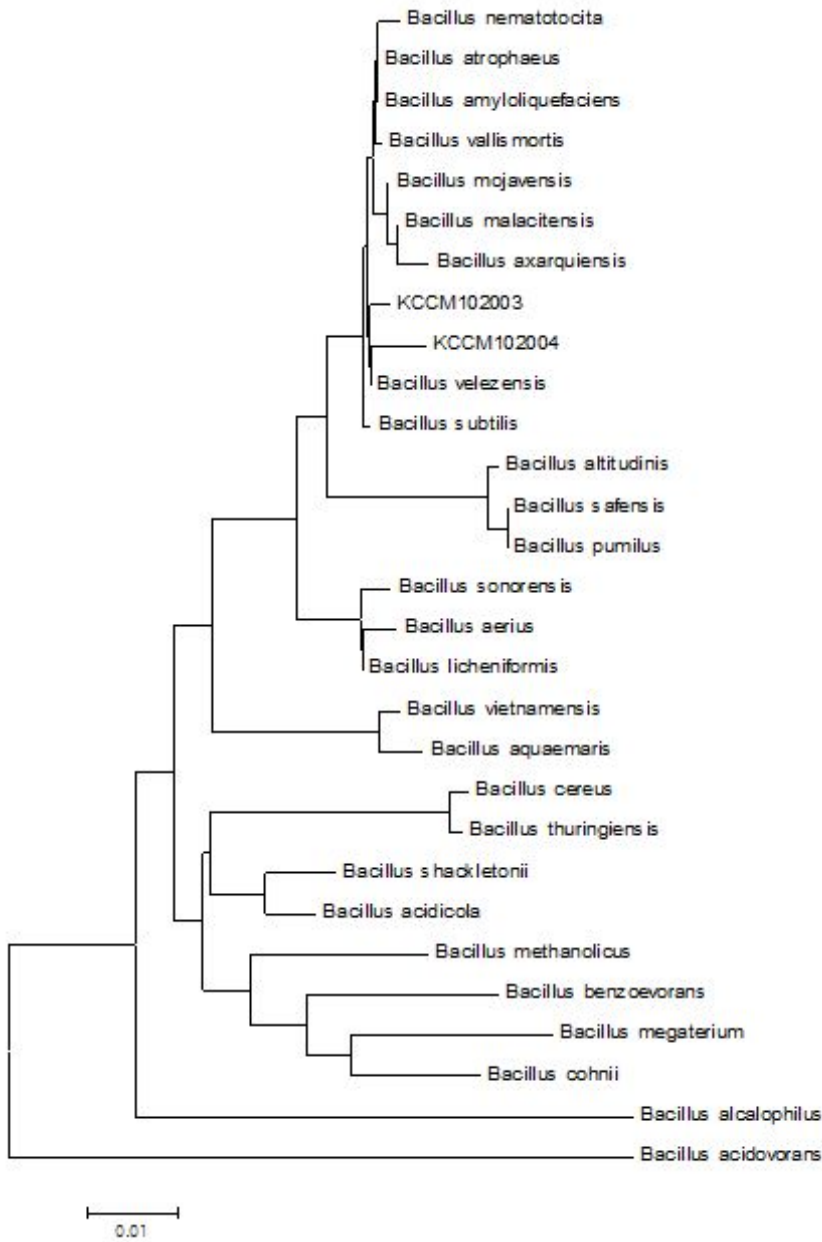 Bacillus nematotocita
Bacillus atrophaeus
Bacillus amyloliquefaciens
Bacillus vallismortis
Bacillus mojavensis
Bacillus malacitensis
Bacillus axarquiensis
KCCM102003
KCCM102004
Bacillus velezensis
Bacillus subtilis
Bacillus altitudinis
Bacillus safensis
Bacillus pumilus
Bacillus sonorensis
Bacillus aerius
Bacillus licheniformis
Bacillus vietnamensis
Bacillus aquaemaris
Bacillus cereus
Bacillus thuringiensis
Bacillus shackletonii
Bacillus acidicola
Bacillus methanolicus
Bacillus benzoevorans
Bacillus megaterium
Bacillus cohnii
Bacillus alcalophilus
Bacillus acidovorans
0.01